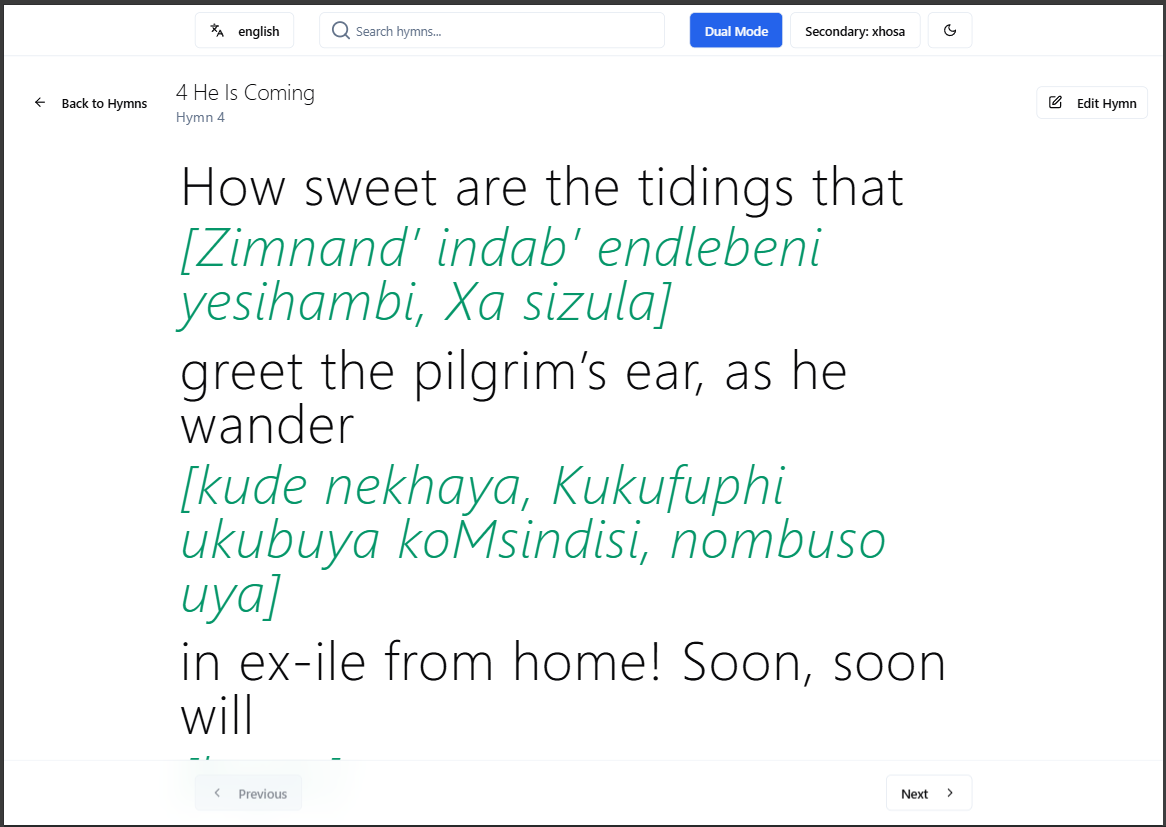 english
Search hymns...
Dual Mode
Secondary: xhosa
Back to Hymns
4 He Is Coming
Hymn 4
Edit Hymn
How sweet are the tidings that
[Zimnand’ indab’ endlebeni
yesihambi, Xa sizula]
greet the pilgrim’s ear, as he
wander
[kude nekhaya, Kukufuphi
ukubuya koMsindisi, nombuso
uya]
in ex-ile from home! Soon, soon
will
Previous
Next